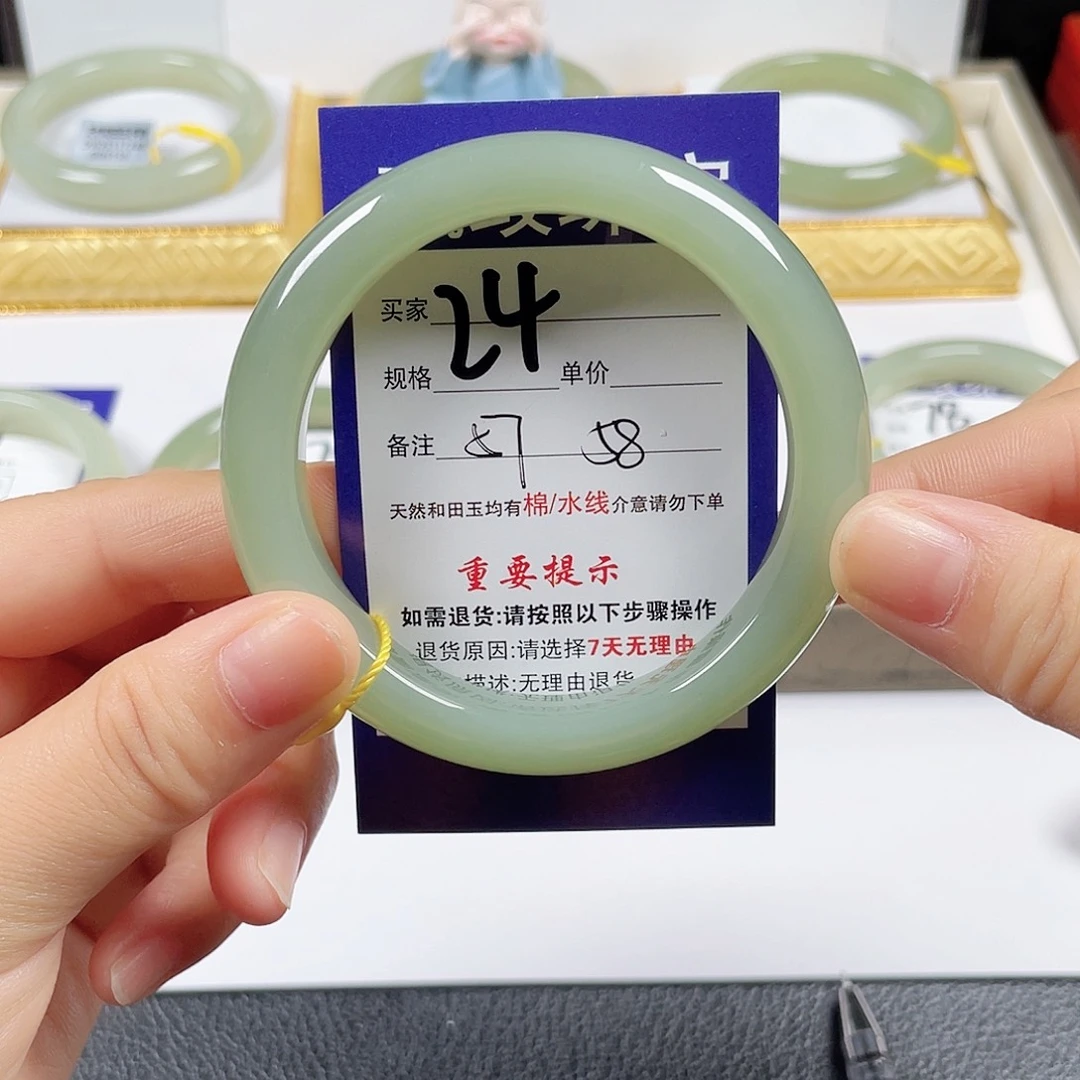 买家 24
规格 单价
备注 47 58
天然和田玉均有棉/水线介意请勿下单
重要提示
如需退货:请按照以下步骤操作
退货原因:请选择7天无理由
描述:无理由退货